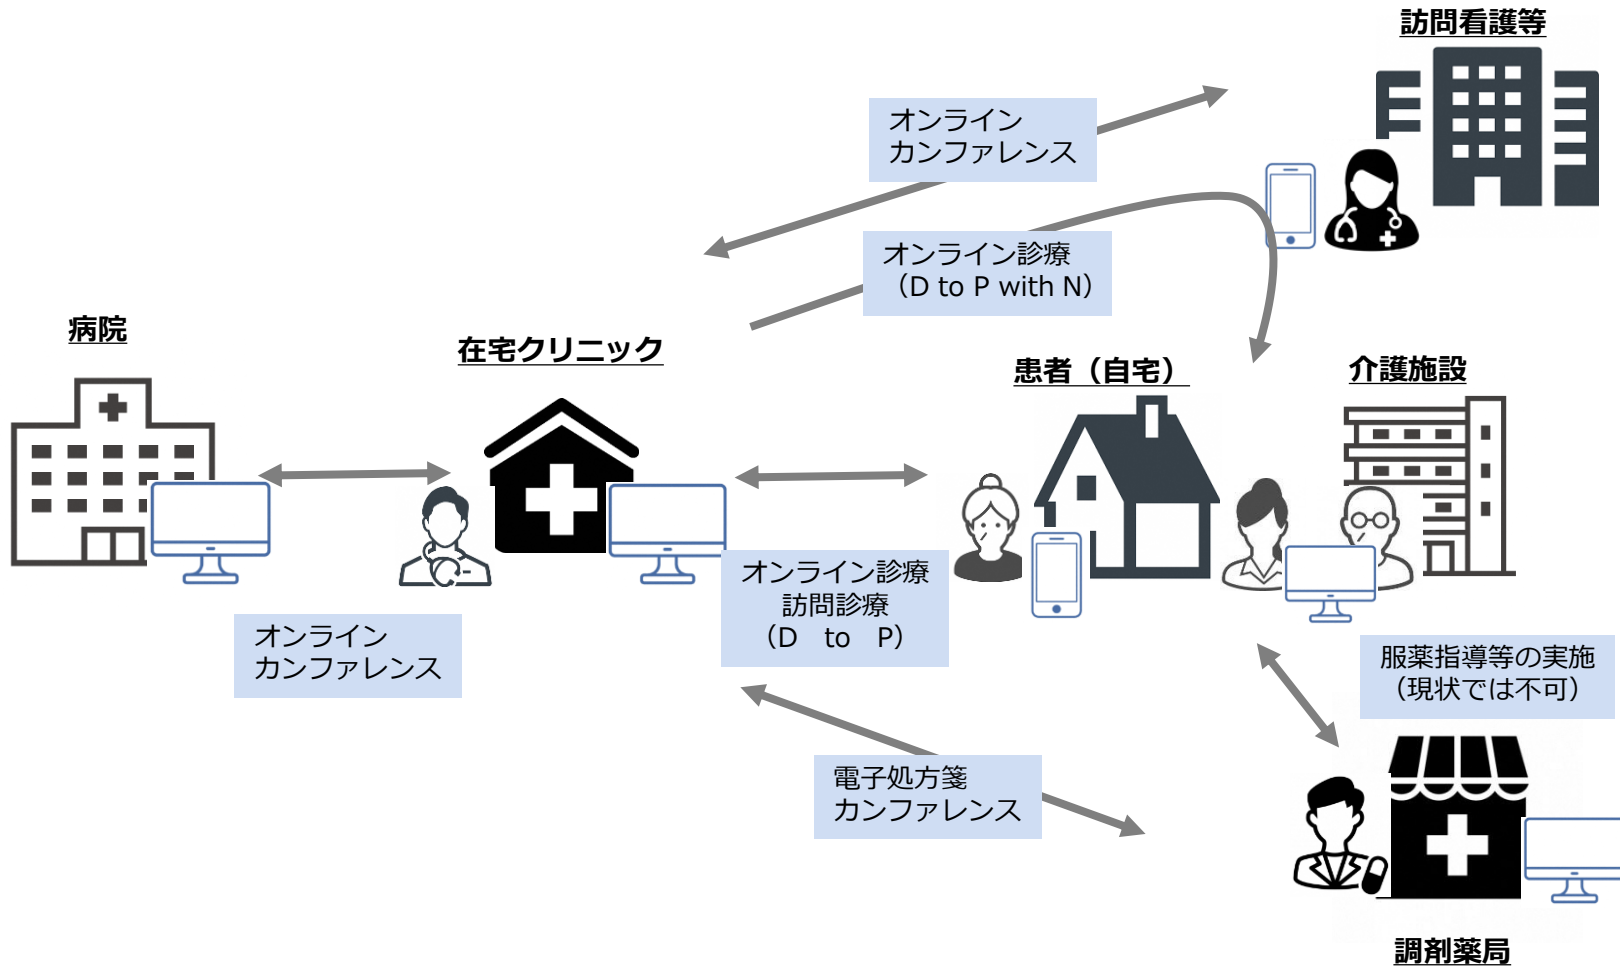 訪問看護等
オンライン
カンファレンス
オンライン診療
（D to P with N）
病院
在宅クリニック
患者（自宅）
介護施設
オンライン診療
訪問診療
（D　to　P）
オンライン
カンファレンス
服薬指導等の実施
（現状では不可）
電子処方箋
カンファレンス
調剤薬局